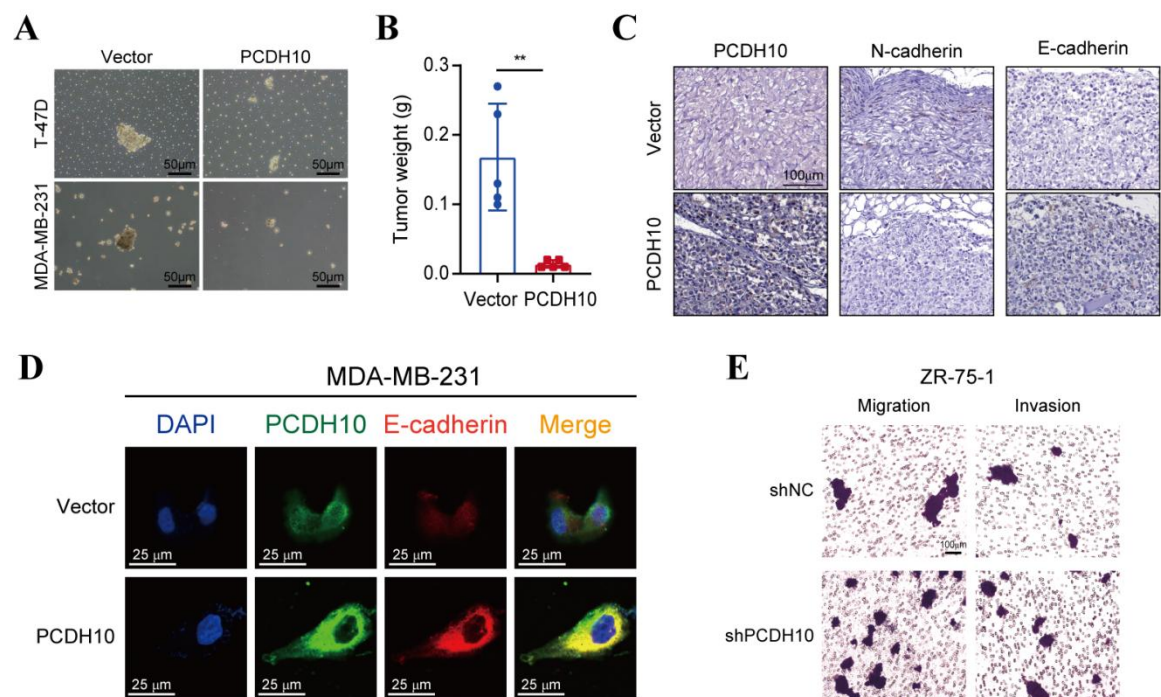 A
Vector PCDH10
T-47D
50μm 50μm
MDA-MB-231
50μm 50μm
B
**
Tumor weight (g)
0.3
0.2
0.1
0.0
Vector PCDH10
C
PCDH10 N-cadherin E-cadherin
Vector
100μm
PCDH10
D
MDA-MB-231
DAPI PCDH10 E-cadherin Merge
Vector
25 μm 25 μm 25 μm 25 μm
PCDH10
25 μm 25 μm 25 μm 25 μm
E
ZR-75-1
Migration Invasion
shNC
100μm
shPCDH10